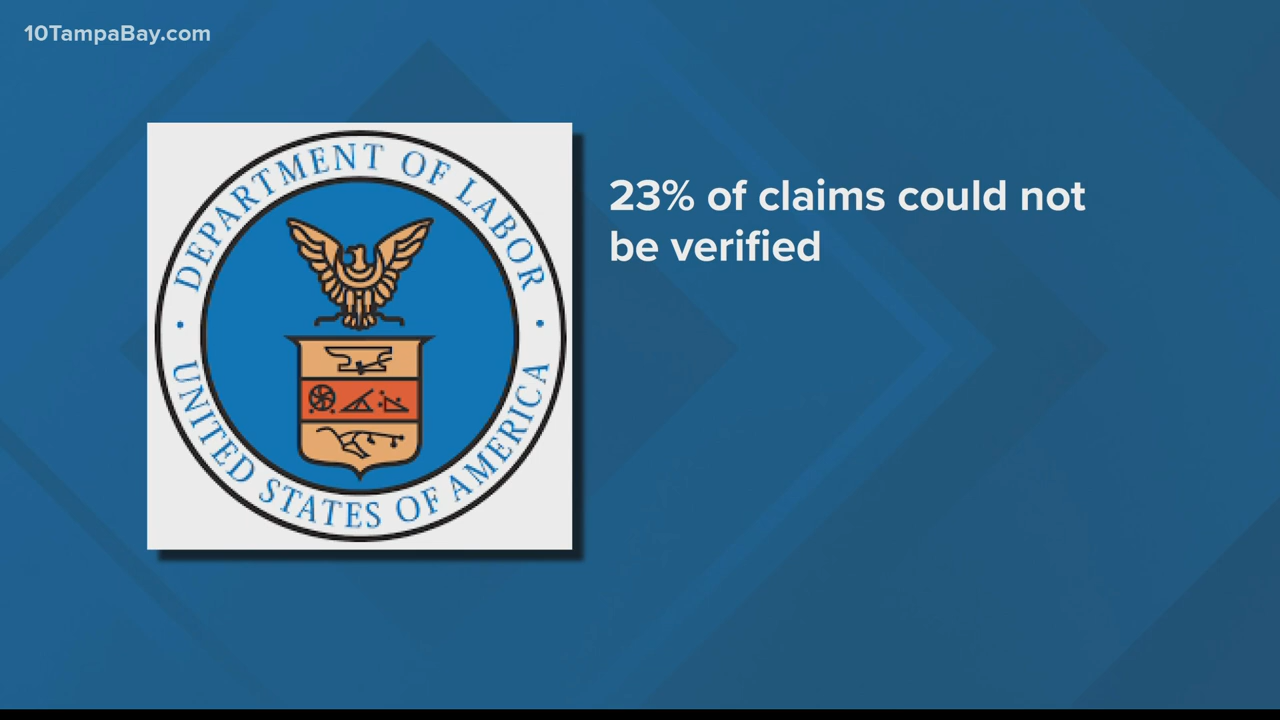 10TampaBay.com
DEPARTMENT OF LABOR
UNITED STATES OF AMERICA
23% of claims could not
be verified